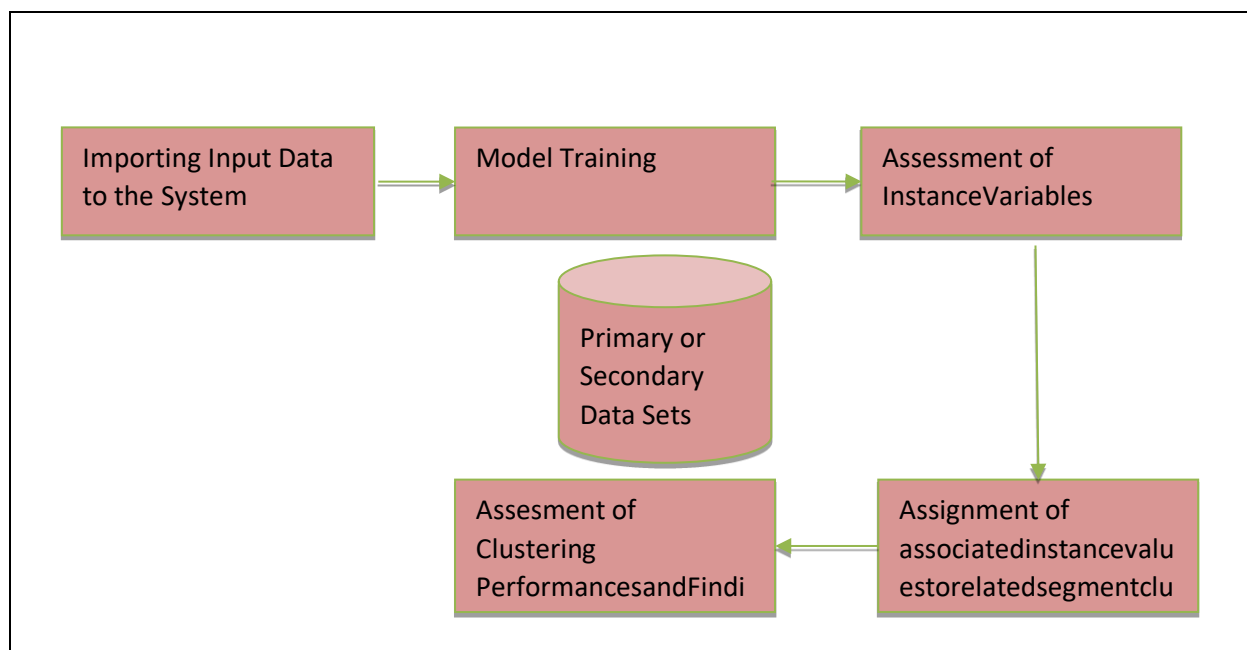 Importing Input Data
to the System
Model Training
Assessment of
InstanceVariables
Primary or
Secondary
Data Sets
Assesment of
Clustering
PerformancesandFindi
Assignment of
associatedinstancevalu
estorelatedsegmentclu